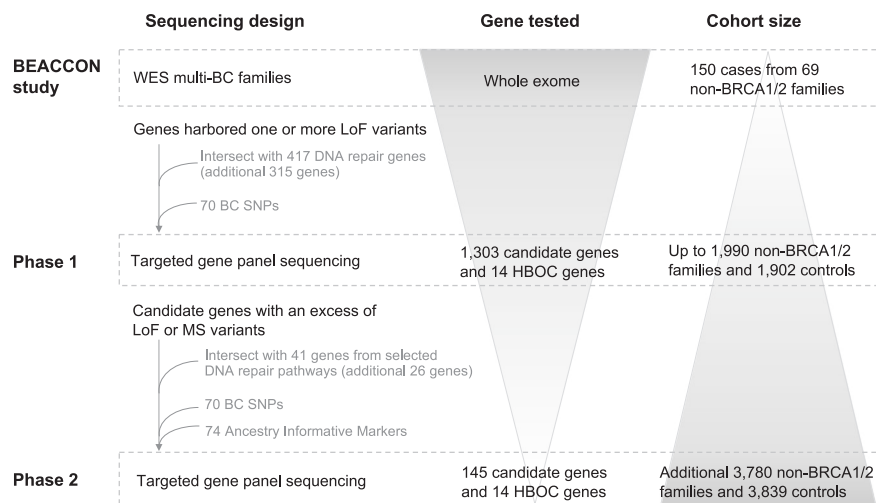 Sequencing design
Gene tested
Cohort size
BEACCON
study
WES multi-BC families
Whole exome
150 cases from 69
non-BRCA1/2 families
Genes harbored one or more LoF variants
Intersect with 417 DNA repair genes
(additional 315 genes)
70 BC SNPs
Phase 1
Targeted gene panel sequencing
1,303 candidate genes
and 14 HBOC genes
Up to 1,990 non-BRCA1/2
families and 1,902 controls
Candidate genes with an excess of
LoF or MS variants
Intersect with 41 genes from selected
DNA repair pathways (additional 26 genes)
70 BC SNPs
74 Ancestry Informative Markers
Phase 2
Targeted gene panel sequencing
145 candidate genes
and 14 HBOC genes
Additional 3,780 non-BRCA1/2
families and 3,839 controls